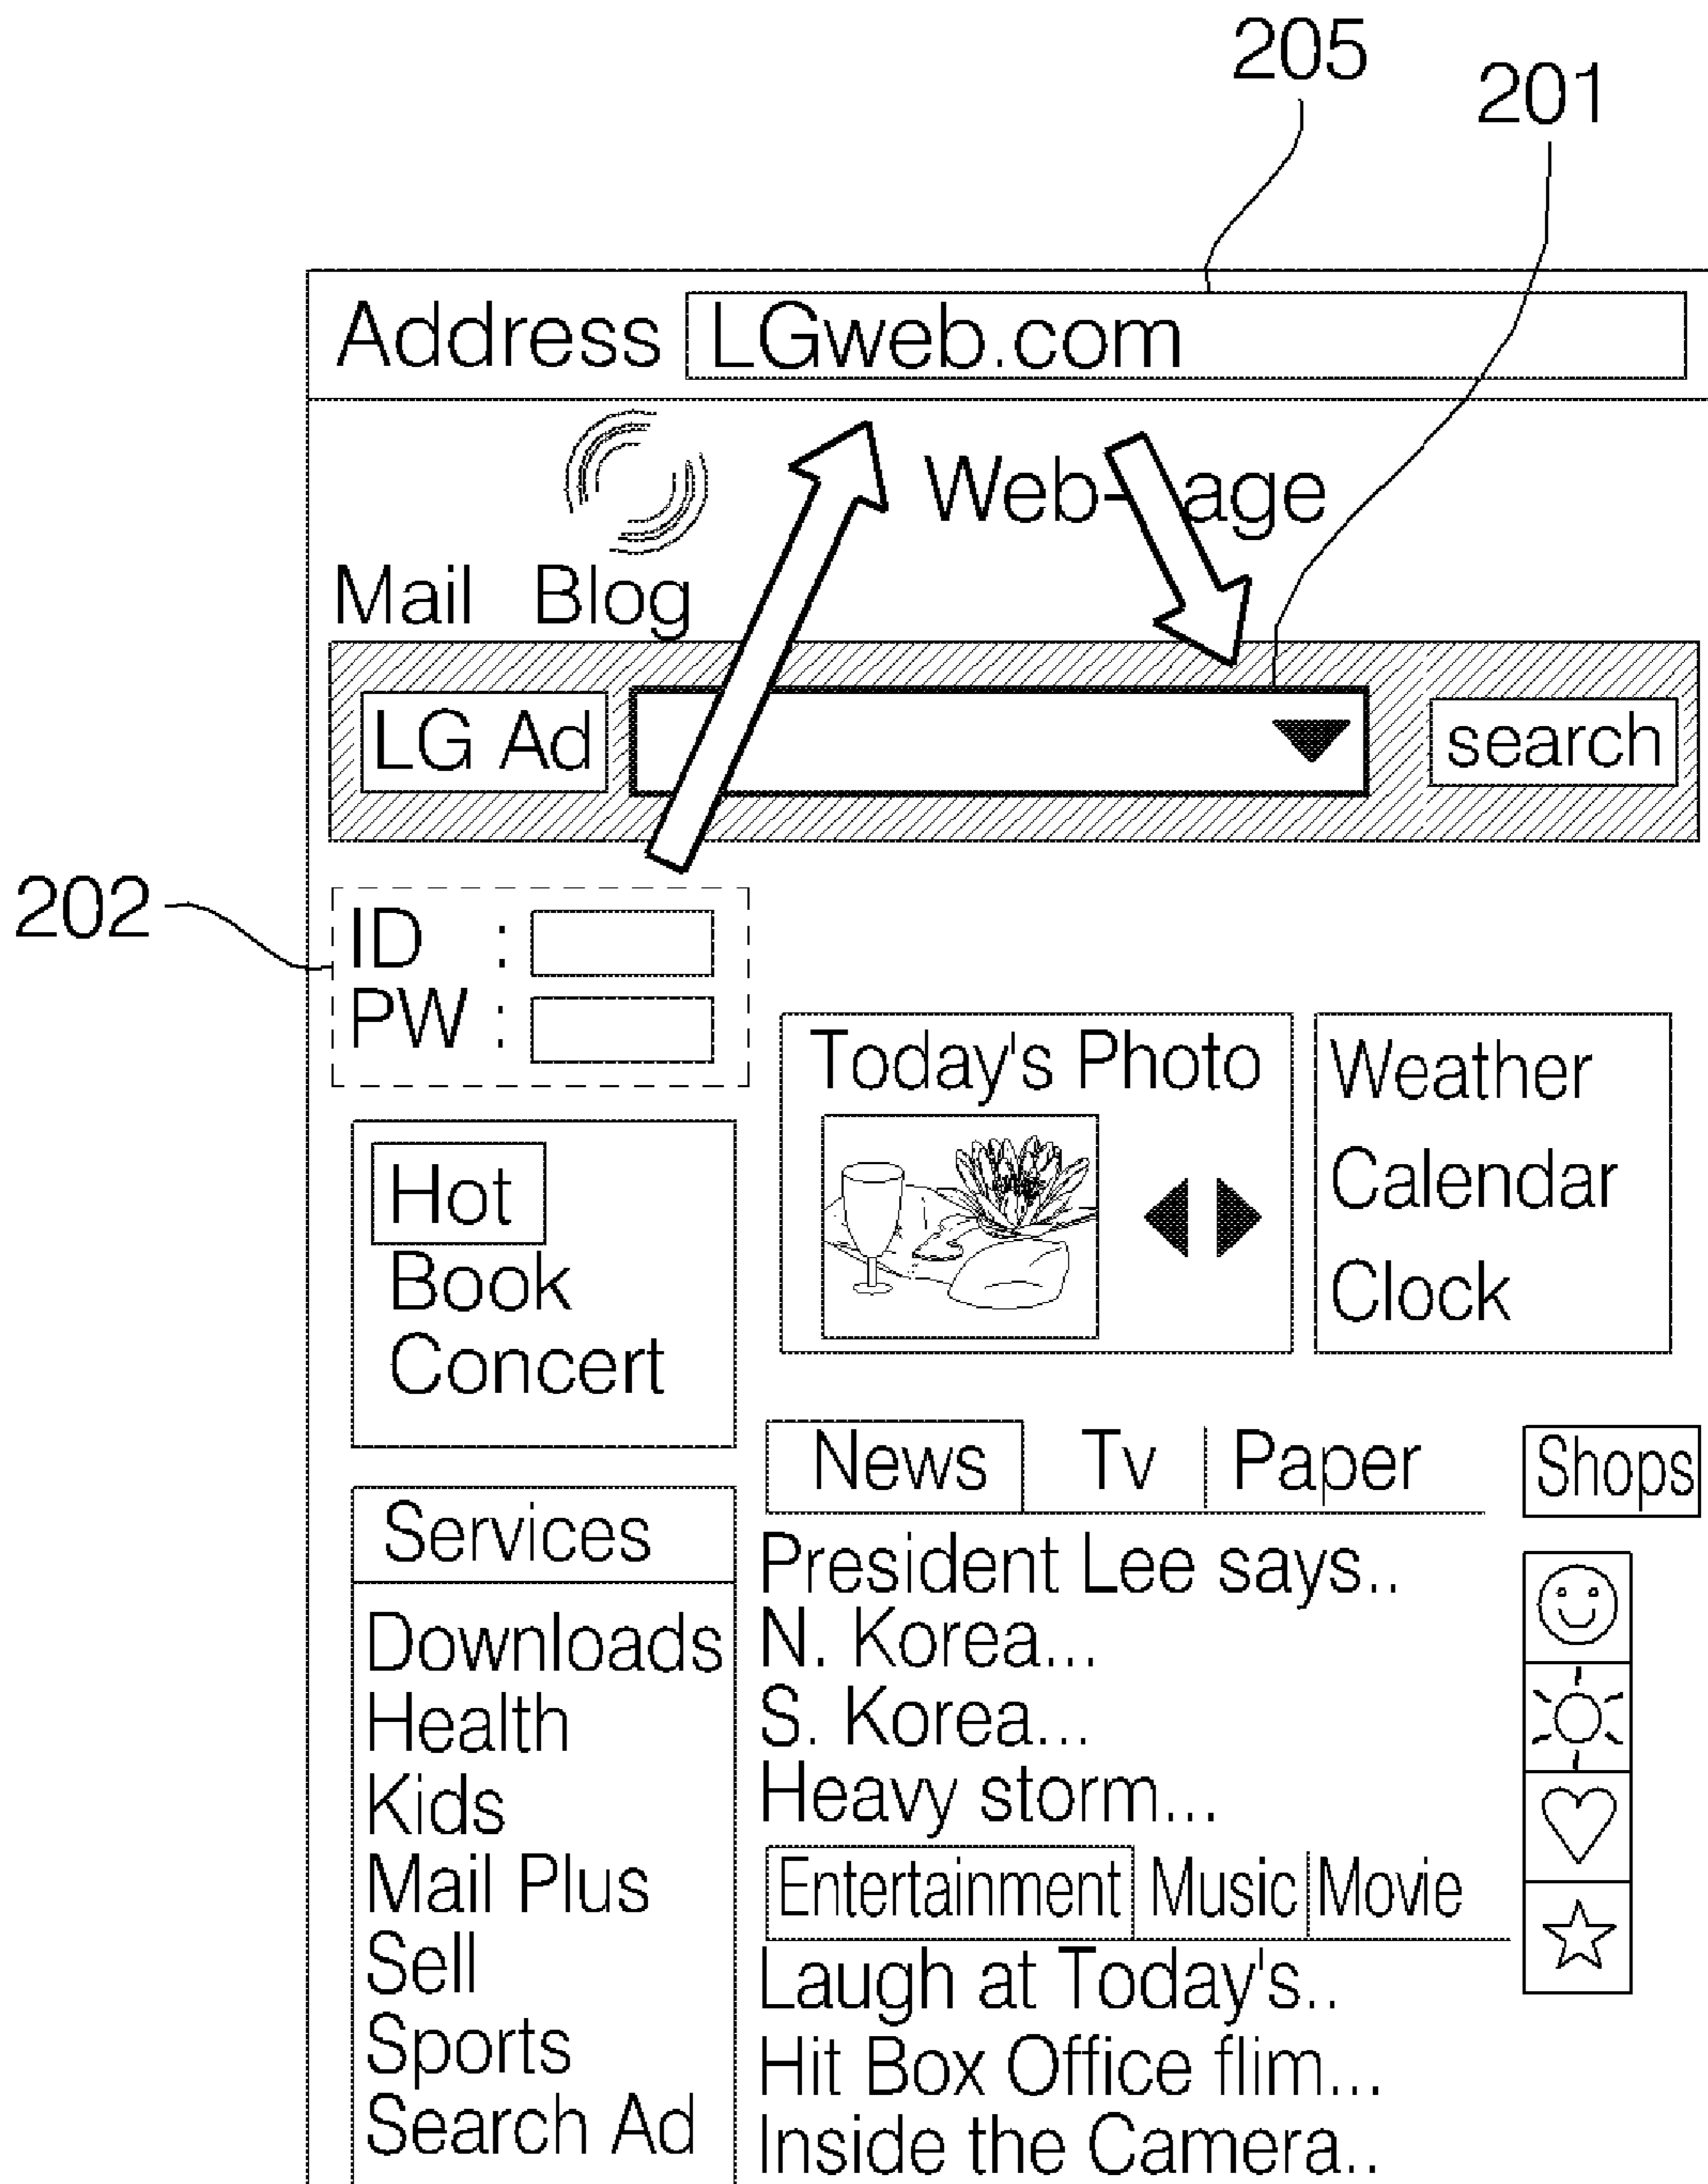 205
201
Address LGweb.com
Web-age
Mail Blog
LG Ad search
202
ID :
PW :
Today's Photo
Weather
Calendar
Clock
Hot
Book
Concert
News Tv Paper
Shops
Services
Downloads
Health
Kids
Mail Plus
Sell
Sports
Search Ad
President Lee says..
N. Korea...
S. Korea...
Heavy storm...
Entertainment Music Movie
Laugh at Today's..
Hit Box Office flim...
Inside the Camera..